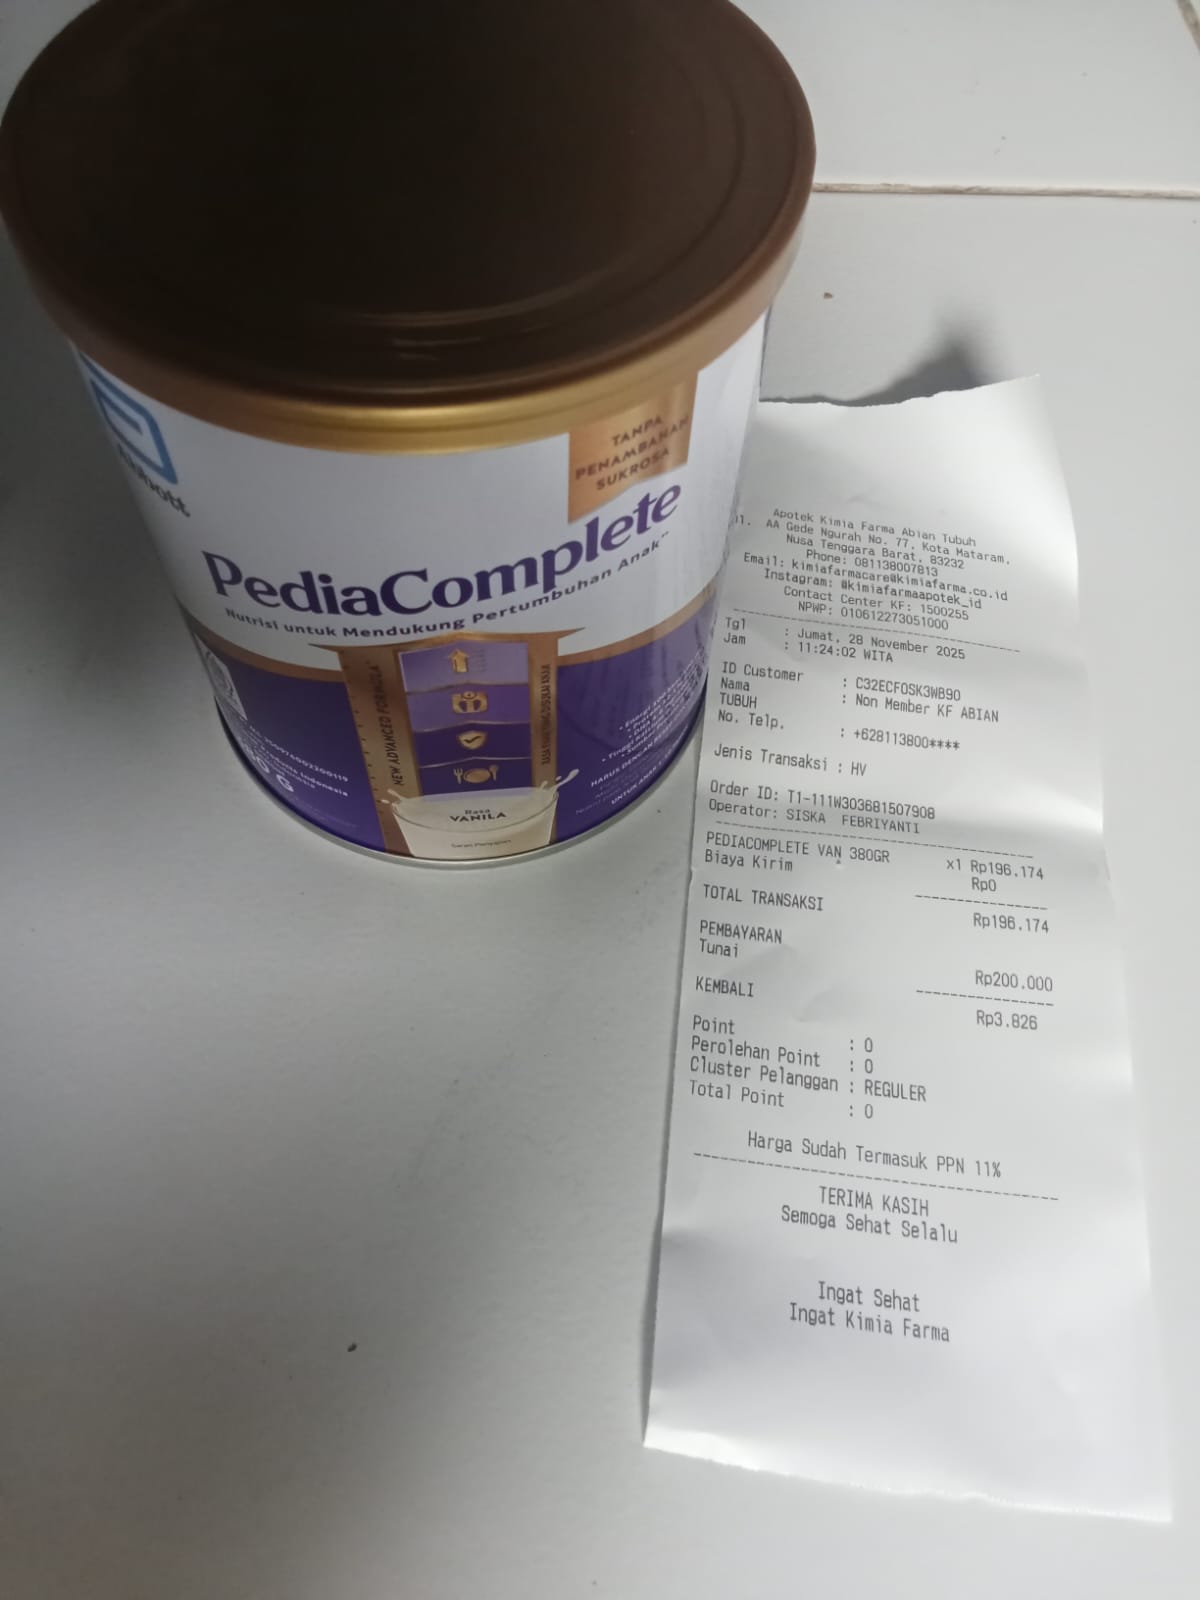 Abbott
TANPA
PENAMBAHAN
SUKROSA
PediaComplete
Nutrisi untuk Mendukung Pertumbuhan Anak
NEW ADVANCED FORMULA
Rasa
VANILA
Saran Penyajian
Apotek Kimia Farma Abian Tubuh
Jl. AA Gede Ngurah No. 77, Kota Mataram,
Nusa Tenggara Barat, 83232
Phone: 081138007813
Email: kimiafarmacare@kimiafarma.co.id
Instagram: @kimiafarmaapotek_id
Contact Center KF: 1500255
NPWP: 010612273051000
Tgl : Jumat, 28 November 2025
Jam : 11:24:02 WITA
ID Customer : C32ECFOSK3WB90
Nama : Non Member KF ABIAN
TUBUH
No. Telp. : +628113800****
Jenis Transaksi : HV
Order ID: T1-111W303681507908
Operator: SISKA FEBRIYANTI
PEDIACOMPLETE VAN 380GR x1 Rp196.174
Biaya Kirim Rp0
TOTAL TRANSAKSI Rp196.174
PEMBAYARAN
Tunai Rp200.000
KEMBALI Rp3.826
Point : 0
Perolehan Point : 0
Cluster Pelanggan : REGULER
Total Point : 0
Harga Sudah Termasuk PPN 11%
TERIMA KASIH
Semoga Sehat Selalu
Ingat Sehat
Ingat Kimia Farma